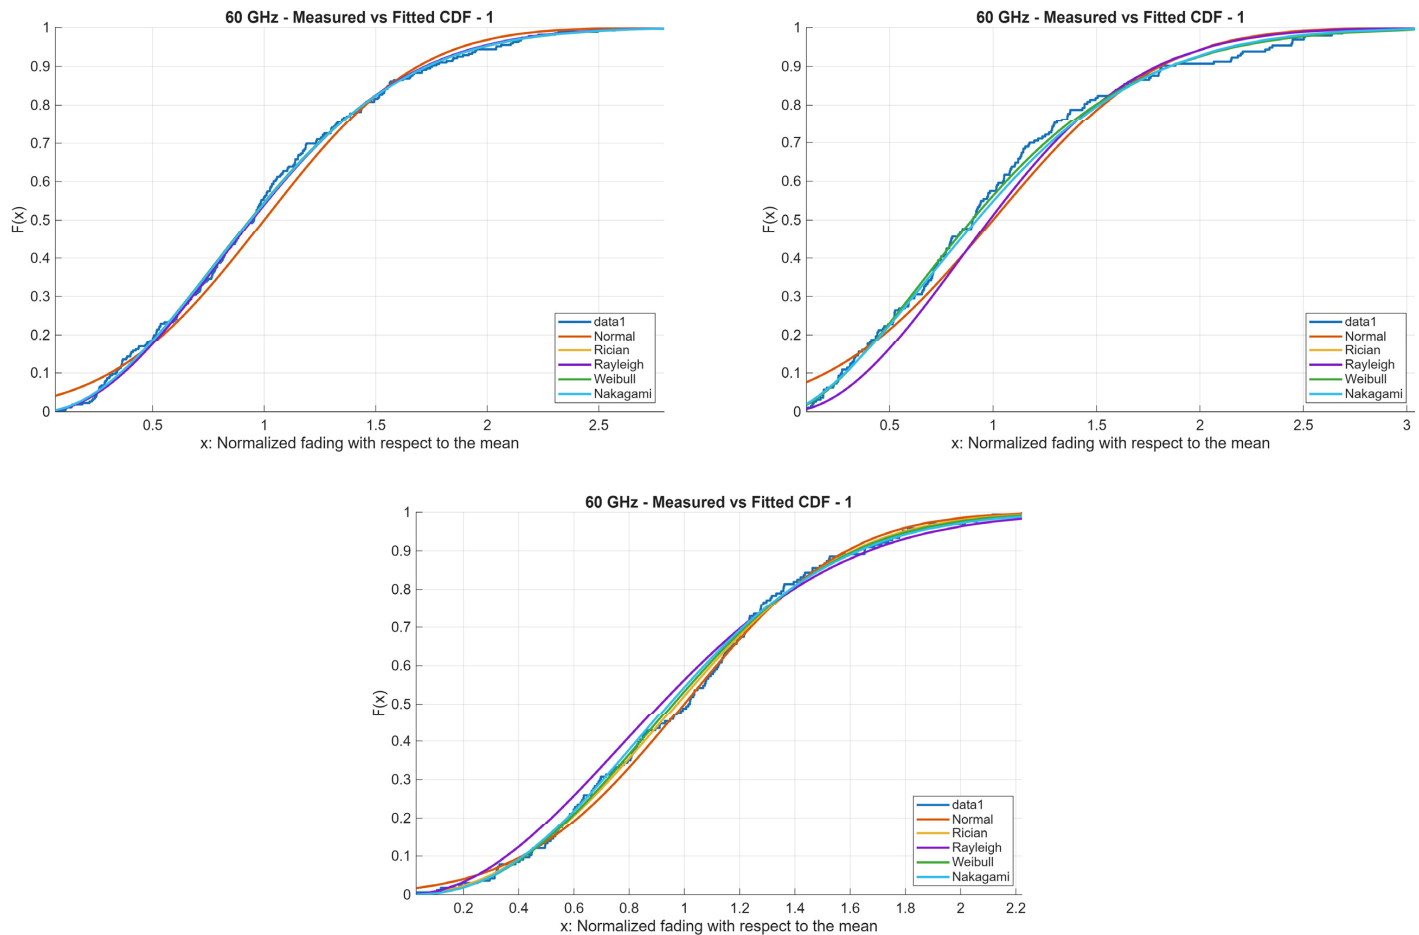 60 GHz - Measured vs Fitted CDF - 1
1
0.9
0.8
0.7
0.6
0.5
0.4
0.3
0.2
0.1
0
F(x)
data1
Normal
Rician
Rayleigh
Weibull
Nakagami
0.5 1 1.5 2 2.5
x: Normalized fading with respect to the mean
60 GHz - Measured vs Fitted CDF - 1
1
0.9
0.8
0.7
0.6
0.5
0.4
0.3
0.2
0.1
0
F(x)
data1
Normal
Rician
Rayleigh
Weibull
Nakagami
0.5 1 1.5 2 2.5 3
x: Normalized fading with respect to the mean
60 GHz - Measured vs Fitted CDF - 1
1
0.9
0.8
0.7
0.6
0.5
0.4
0.3
0.2
0.1
0
F(x)
data1
Normal
Rician
Rayleigh
Weibull
Nakagami
0.2 0.4 0.6 0.8 1 1.2 1.4 1.6 1.8 2 2.2
x: Normalized fading with respect to the mean